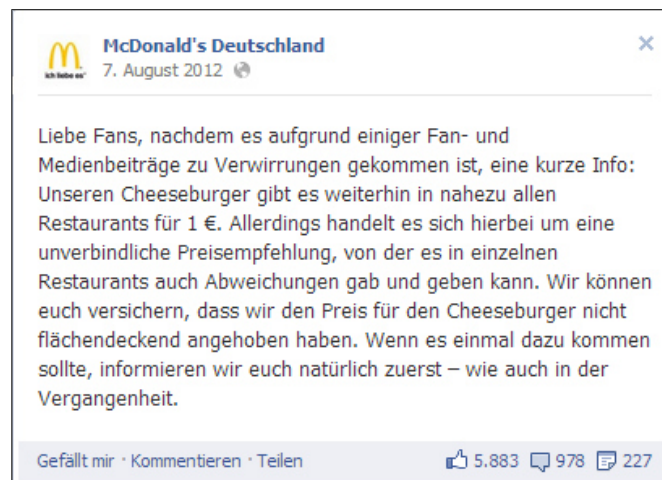 McDonald's Deutschland
ich liebe es®
7. August 2012
Liebe Fans, nachdem es aufgrund einiger Fan- und
Medienbeiträge zu Verwirrungen gekommen ist, eine kurze Info:
Unseren Cheeseburger gibt es weiterhin in nahezu allen
Restaurants für 1 €. Allerdings handelt es sich hierbei um eine
unverbindliche Preisempfehlung, von der es in einzelnen
Restaurants auch Abweichungen gab und geben kann. Wir können
euch versichern, dass wir den Preis für den Cheeseburger nicht
flächendeckend angehoben haben. Wenn es einmal dazu kommen
sollte, informieren wir euch natürlich zuerst – wie auch in der
Vergangenheit.
Gefällt mir · Kommentieren · Teilen 5.883 978 227